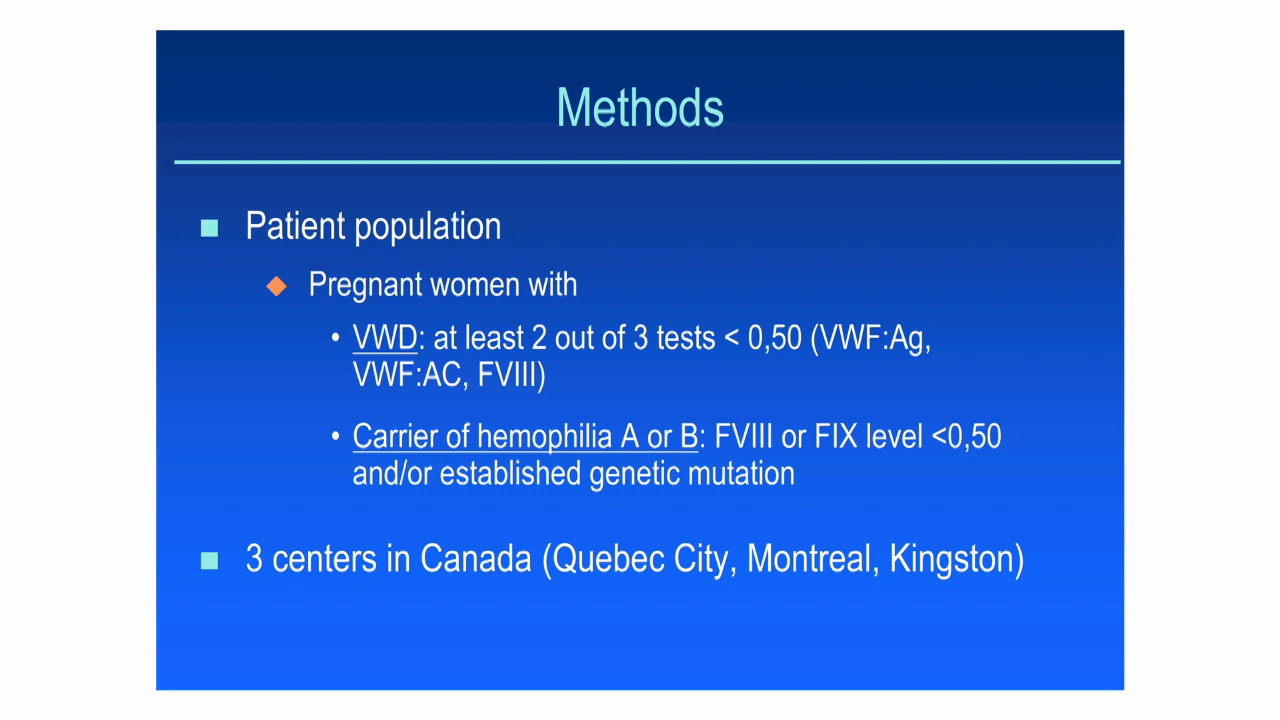 Methods
Patient population
Pregnant women with
• VWD: at least 2 out of 3 tests < 0,50 (VWF:Ag,
VWF:AC, FVIII)
• Carrier of hemophilia A or B: FVIII or FIX level <0,50
and/or established genetic mutation
3 centers in Canada (Quebec City, Montreal, Kingston)